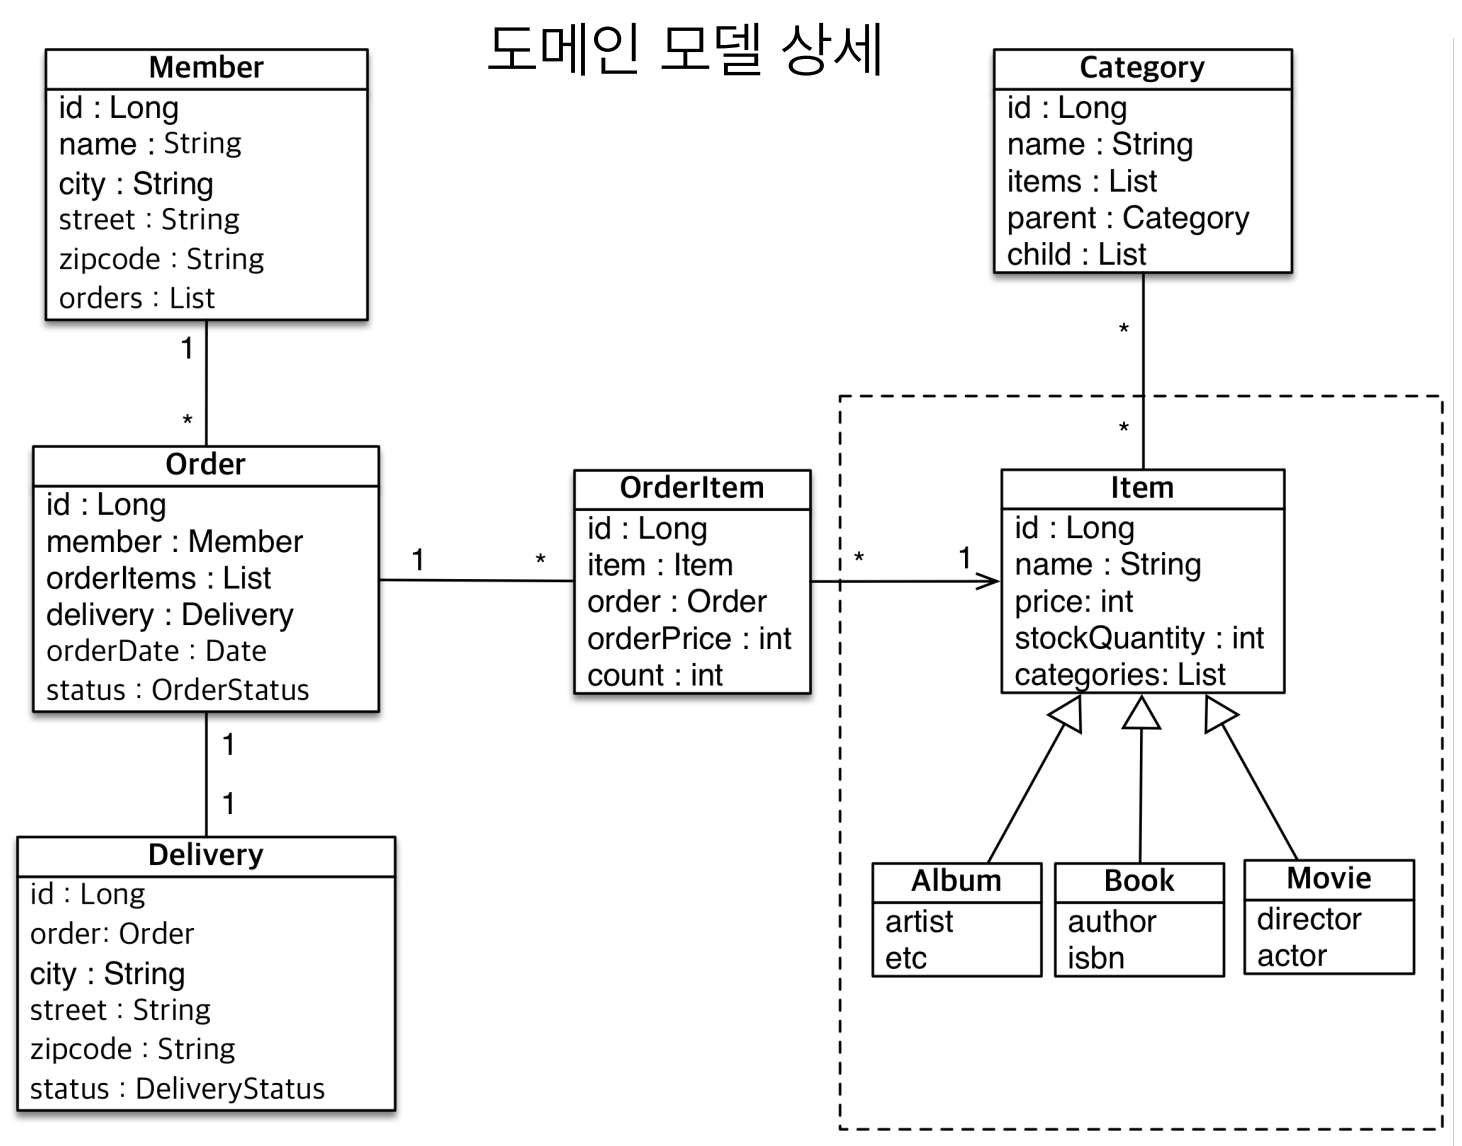 도메인 모델 상세
Member
id : Long
name : String
city : String
street : String
zipcode : String
orders : List
1
*
Category
id : Long
name : String
items : List
parent : Category
child : List
*
*
Order
id : Long
member : Member
orderItems : List
delivery : Delivery
orderDate : Date
status : OrderStatus
1
*
OrderItem
id : Long
item : Item
order : Order
orderPrice : int
count : int
*
1
Item
id : Long
name : String
price: int
stockQuantity : int
categories: List
1
1
Delivery
id : Long
order: Order
city : String
street : String
zipcode : String
status : DeliveryStatus
Album
artist
etc
Book
author
isbn
Movie
director
actor